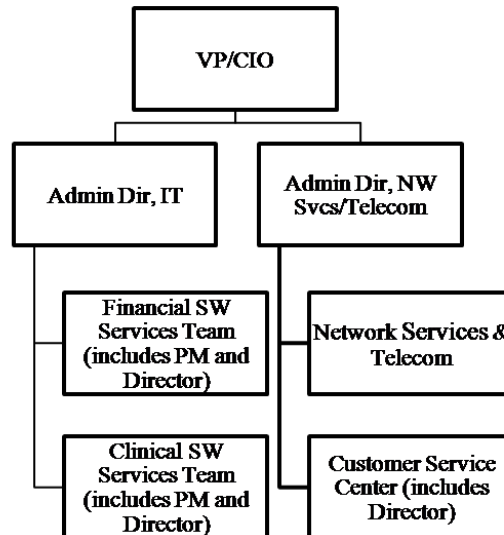 VP/CIO
Admin Dir, IT
Admin Dir, NW
Svcs/Telecom
Financial SW
Services Team
(includes PM and
Director)
Network Services &
Telecom
Clinical SW
Services Team
(includes PM and
Director)
Customer Service
Center (includes
Director)